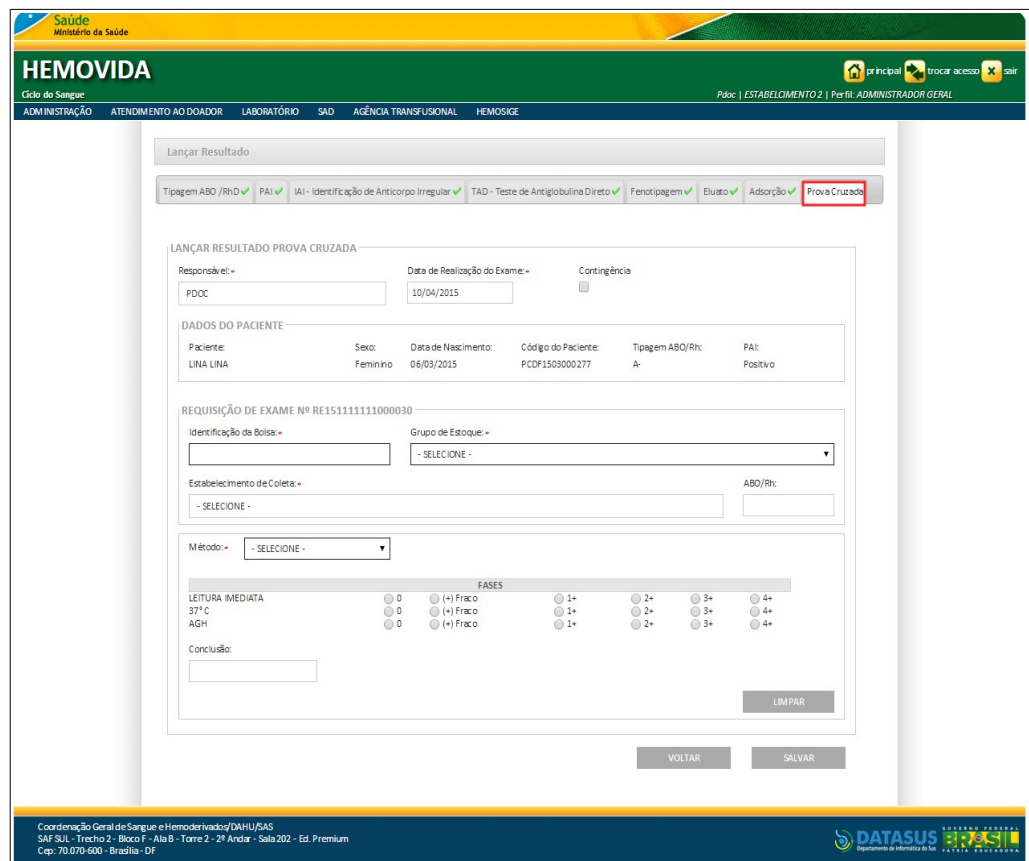 Saúde
Ministério da Saúde
HEMOVIDA
Ciclo do Sangue
principal trocar acesso sair
Pdoc | ESTABELCIMENTO 2 | Perfil: ADMINISTRADOR GERAL
ADMINISTRAÇÃO ATENDIMENTO AO DOADOR LABORATÓRIO SAD AGÊNCIA TRANSFUSIONAL HEMOSIGE
Lançar Resultado
Tipagem ABO /RhD PAI IAI - Identificação de Anticorpo Irregular TAD - Teste de Antiglobulina Direto Fenotipagem Eluato Adsorção Prova Cruzada
LANÇAR RESULTADO PROVA CRUZADA
Responsável: Data de Realização do Exame: Contingência
PDOC 10/04/2015
DADOS DO PACIENTE
Paciente: Sexo: Data de Nascimento: Código do Paciente: Tipagem ABO/Rh: PAI:
LINA LINA Feminino 06/03/2015 PCDF1503000277 A- Positivo
REQUISIÇÃO DE EXAME Nº RE151111111000030
Identificação da Bolsa: Grupo de Estoque:
- SELECIONE -
Estabelecimento de Coleta: ABO/Rh:
- SELECIONE -
Método: - SELECIONE -
FASES
LEITURA IMEDIATA 0 (+) Fraco 1+ 2+ 3+ 4+
37° C 0 (+) Fraco 1+ 2+ 3+ 4+
AGH 0 (+) Fraco 1+ 2+ 3+ 4+
Conclusão:
LIMPAR
VOLTAR SALVAR
Coordenação Geral de Sangue e Hemoderivados/DAHU/SAS
SAF SUL - Trecho 2 - Bloco F - Ala B - Torre 2 - 2º Andar - Sala 202 - Ed. Premium
Cep: 70.070-600 - Brasília - DF
DATASUS
Departamento de Informática do Sus
GOVERNO FEDERAL
BRASIL
PÁTRIA EDUCADORA